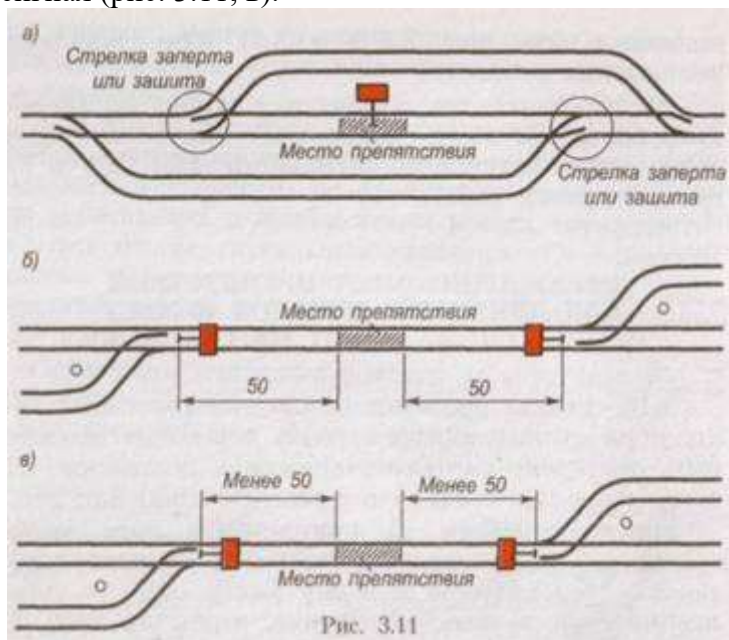 сигнал (рис. 3.11, в).
а)
Стрелка заперта
или зашита
Место препятствия
Стрелка заперта
или зашита
б)
Место препятствия
50
50
в)
Менее 50
Менее 50
Место препятствия
Рис. 3.11